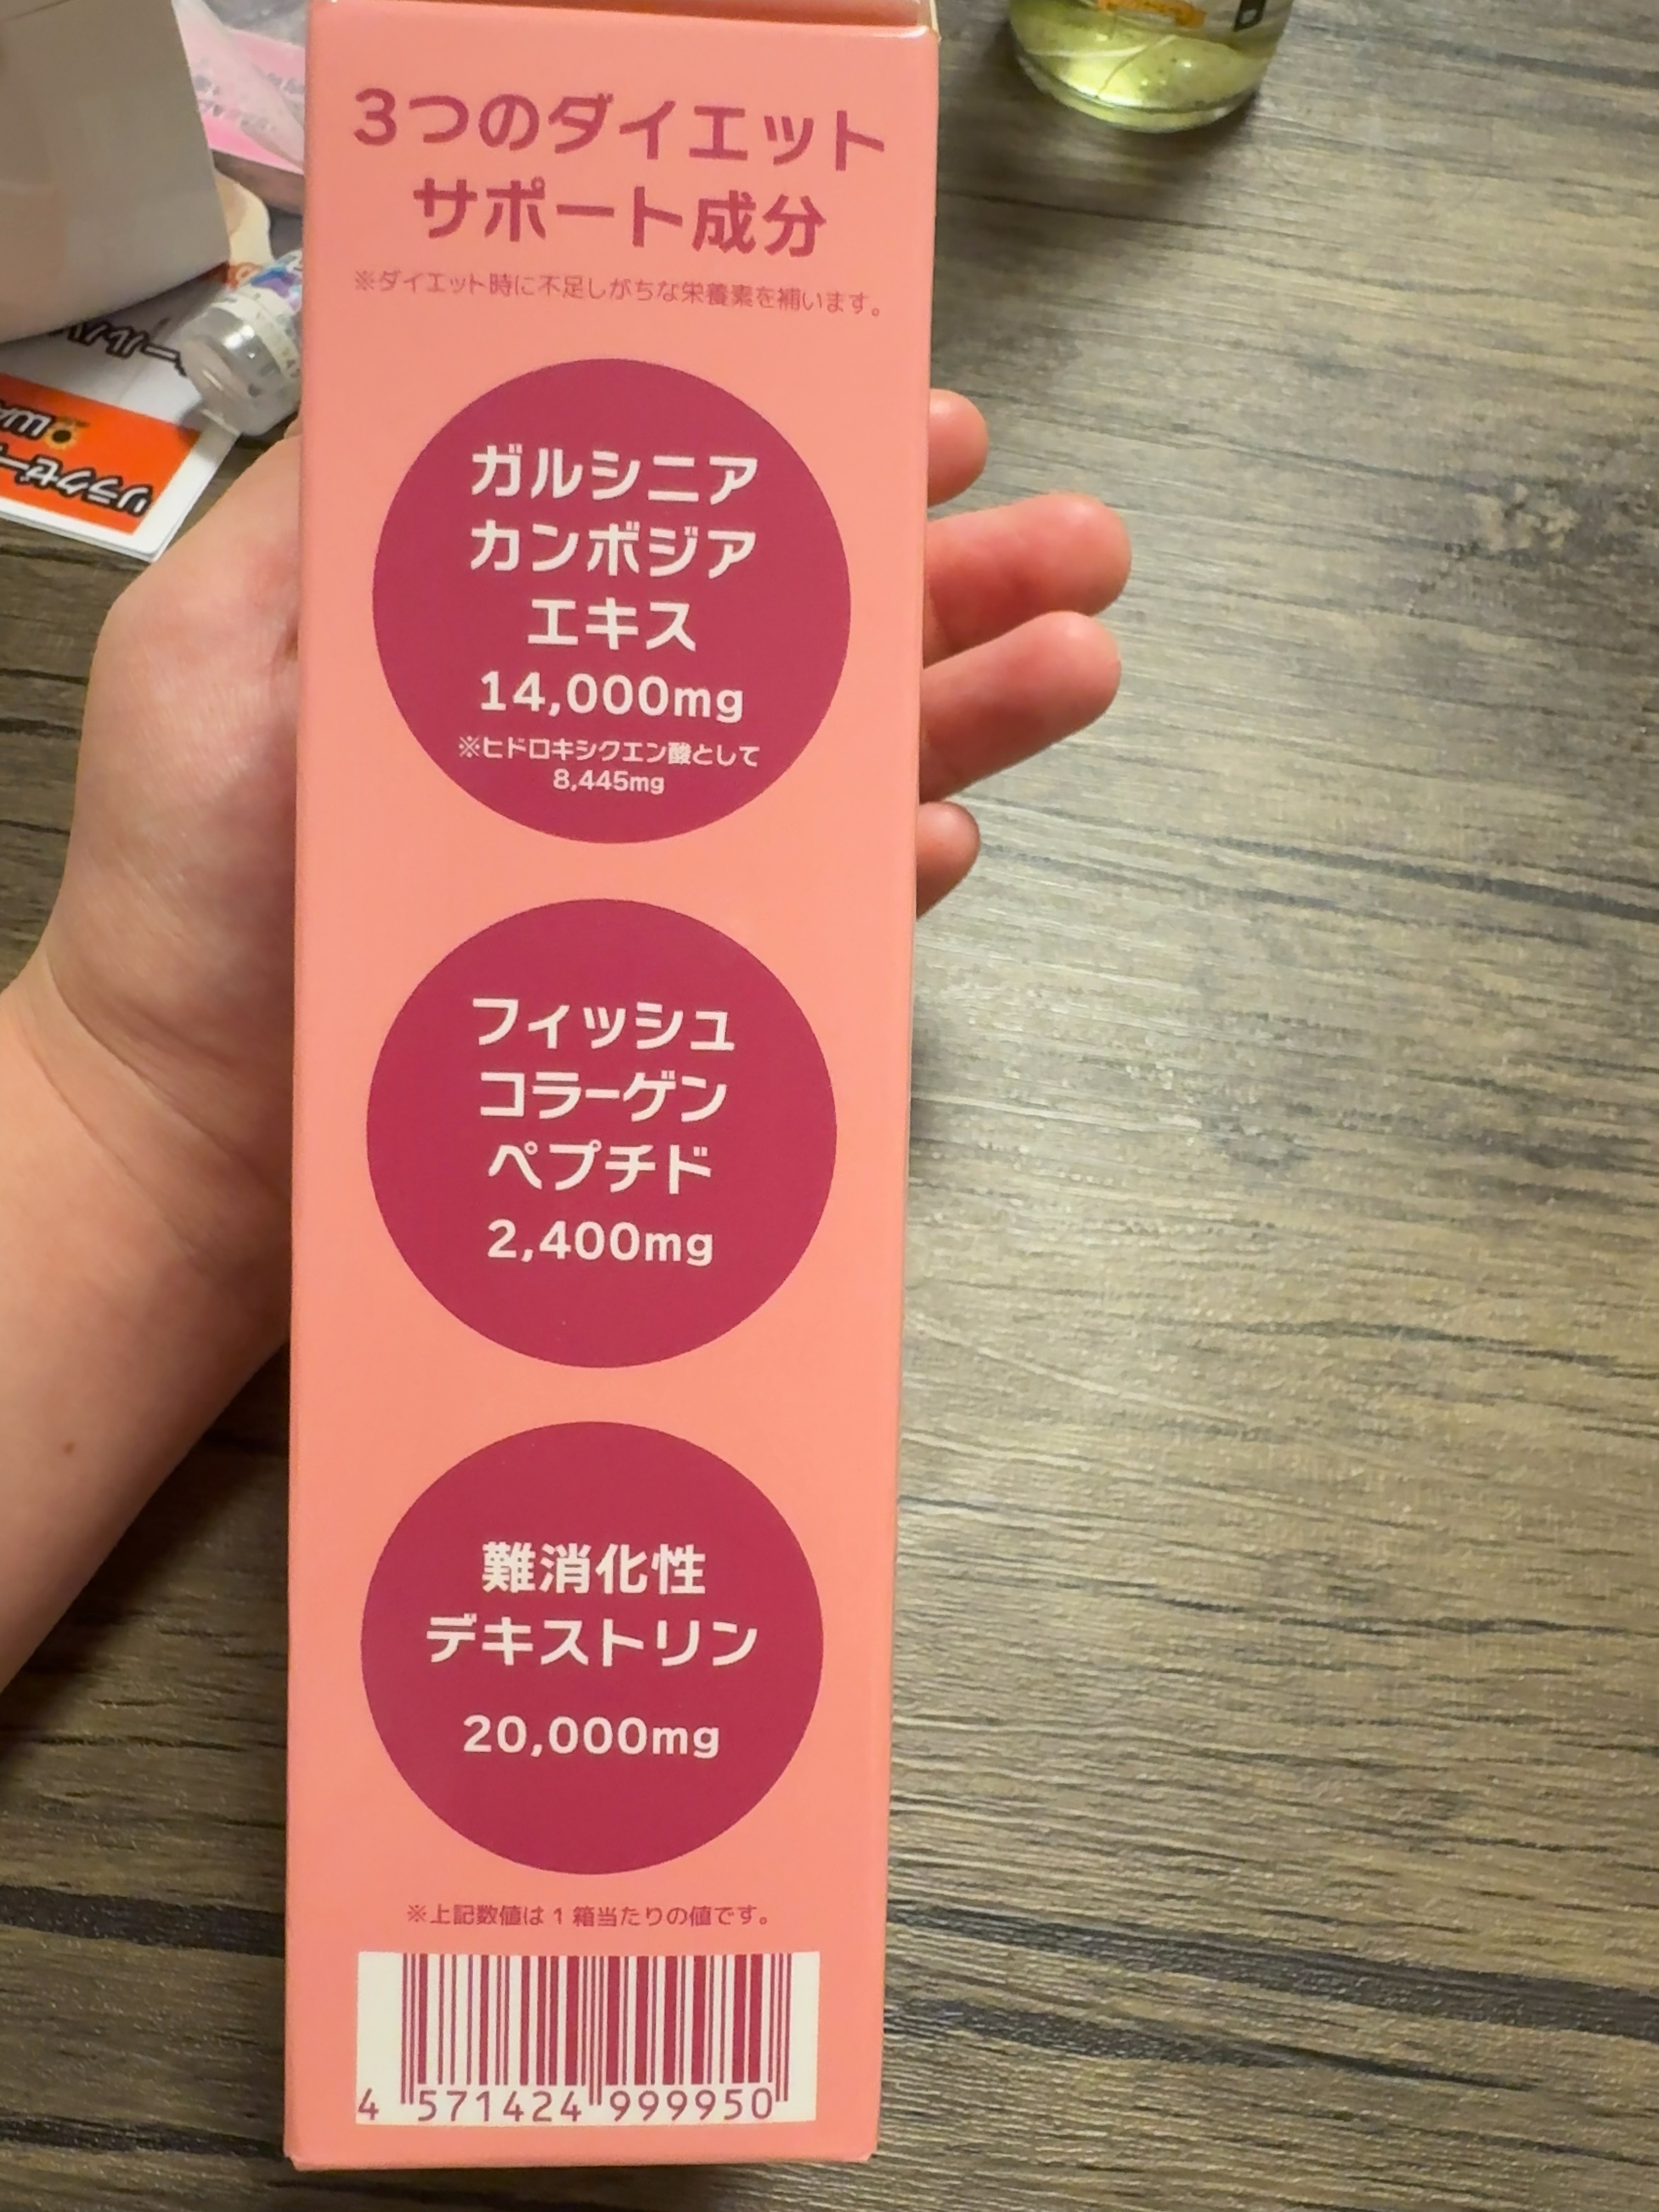 3つのダイエット
サポート成分
※ダイエット時に不足しがちな栄養素を補います。
ガルシニア
カンボジア
エキス
14,000mg
※ヒドロキシクエン酸として
8,445mg
フィッシュ
コラーゲン
ペプチド
2,400mg
難消化性
デキストリン
20,000mg
※上記数値は1箱当たりの値です。
4 571424 999950
リラクゼー